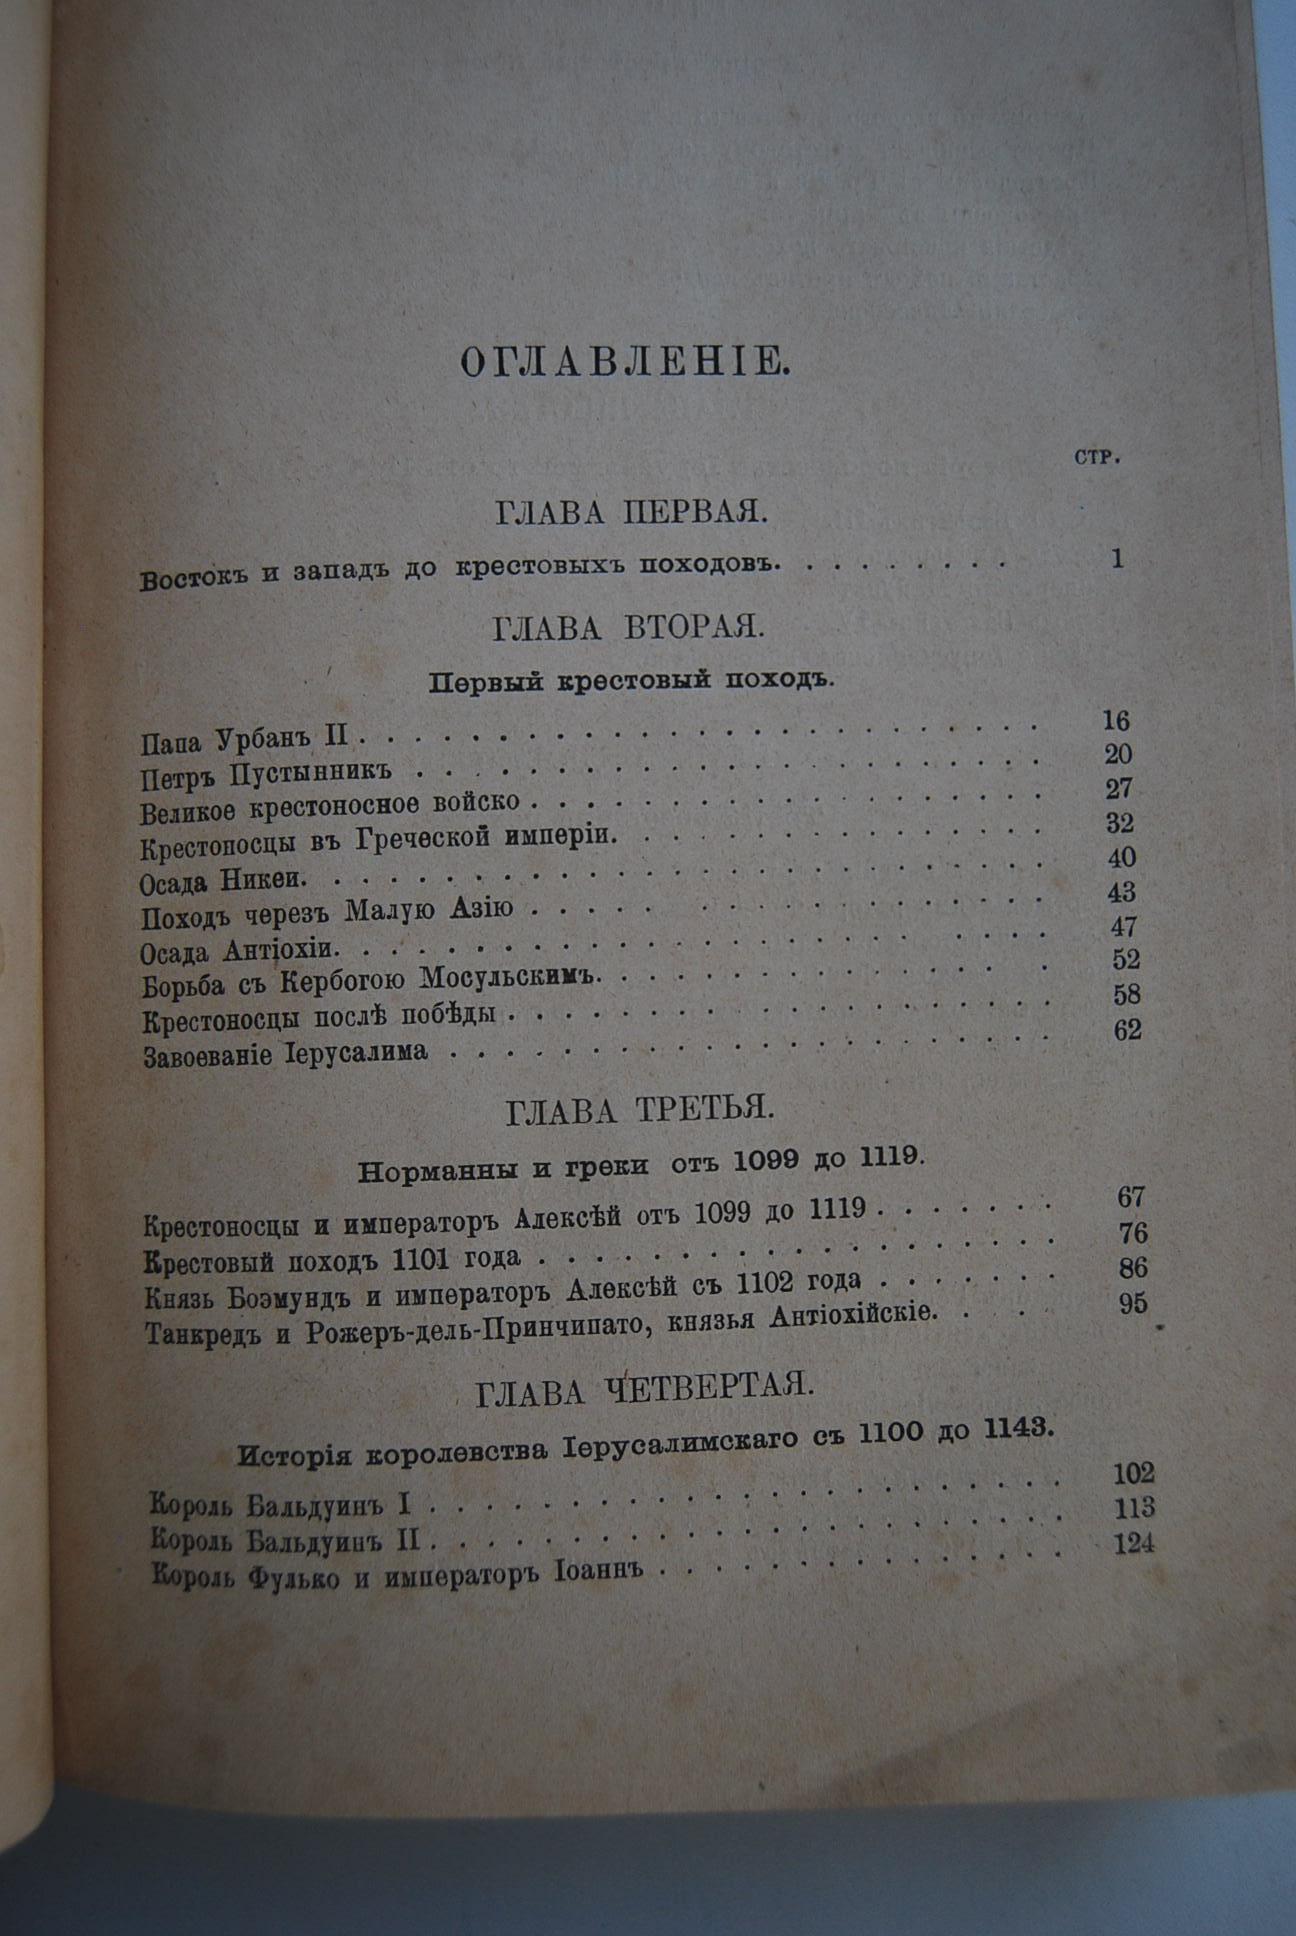 ОГЛАВЛЕНІЕ.
СТР.
ГЛАВА ПЕРВАЯ.
Востокъ и западъ до крестовыхъ походовъ. . . . . . . . . 1
ГЛАВА ВТОРАЯ.
Первый крестовый походъ.
Папа Урбанъ II . . . . . . . . . . . . . . . . . . . . . . . . 16
Петръ Пустынникъ . . . . . . . . . . . . . . . . . . . . . . 20
Великое крестоносное войско . . . . . . . . . . . . . . . . . . 27
Крестоносцы въ Греческой имперіи. . . . . . . . . . . . . . . . 32
Осада Никеи. . . . . . . . . . . . . . . . . . . . . . . . . . 40
Походъ черезъ Малую Азію . . . . . . . . . . . . . . . . . . 43
Осада Антіохіи. . . . . . . . . . . . . . . . . . . . . . . . . 47
Борьба съ Кербогою Мосульскимъ. . . . . . . . . . . . . . . . 52
Крестоносцы послѣ побѣды . . . . . . . . . . . . . . . . . . . 58
Завоеваніе Іерусалима . . . . . . . . . . . . . . . . . . . . . 62
ГЛАВА ТРЕТЬЯ.
Норманны и греки отъ 1099 до 1119.
Крестоносцы и императоръ Алексѣй отъ 1099 до 1119 . . . . . . . 67
Крестовый походъ 1101 года . . . . . . . . . . . . . . . . . . . 76
Князь Боэмундъ и императоръ Алексѣй съ 1102 года . . . . . . . 86
Танкредъ и Рожеръ-дель-Принчипато, князья Антіохійскіе. . . . 95
ГЛАВА ЧЕТВЕРТАЯ.
Исторія королевства Іерусалимскаго съ 1100 до 1143.
Король Бальдуинъ I . . . . . . . . . . . . . . . . . . . . . . . 102
Король Бальдуинъ II . . . . . . . . . . . . . . . . . . . . . . . 113
Король Фулько и императоръ Іоаннъ . . . . . . . . . . . . . . . 124